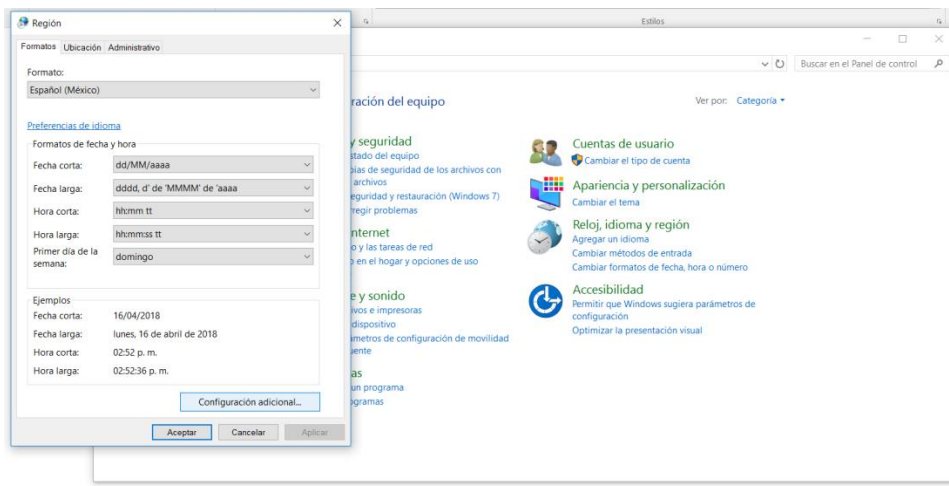 Estilos
Región
Formatos Ubicación Administrativo
Formato:
Español (México)
Preferencias de idioma
Formatos de fecha y hora
Fecha corta: dd/MM/aaaa
Fecha larga: dddd, d' de 'MMMM' de 'aaaa
Hora corta: hh:mm tt
Hora larga: hh:mm:ss tt
Primer día de la
semana: domingo
Ejemplos
Fecha corta: 16/04/2018
Fecha larga: lunes, 16 de abril de 2018
Hora corta: 02:52 p. m.
Hora larga: 02:52:36 p. m.
Configuración adicional...
Aceptar Cancelar Aplicar
Buscar en el Panel de control
ración del equipo
Ver por: Categoría
y seguridad
stado del equipo
pias de seguridad de los archivos con
archivos
eguridad y restauración (Windows 7)
rregir problemas
nternet
o y las tareas de red
o en el hogar y opciones de uso
e y sonido
ivos e impresoras
dispositivo
ámetros de configuración de movilidad
uente
as
un programa
ogramas
Cuentas de usuario
Cambiar el tipo de cuenta
Apariencia y personalización
Cambiar el tema
Reloj, idioma y región
Agregar un idioma
Cambiar métodos de entrada
Cambiar formatos de fecha, hora o número
Accesibilidad
Permitir que Windows sugiera parámetros de
configuración
Optimizar la presentación visual